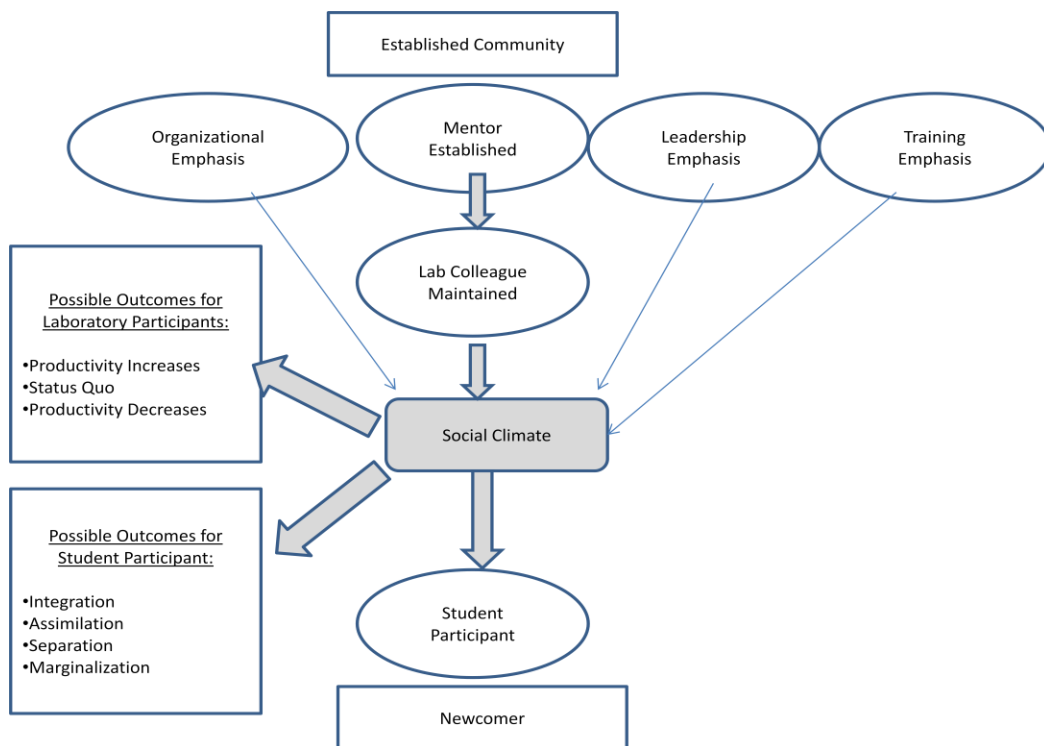 Established Community
Organizational
Emphasis
Mentor
Established
Leadership
Emphasis
Training
Emphasis
Lab Colleague
Maintained
Possible Outcomes for
Laboratory Participants:
•Productivity Increases
•Status Quo
•Productivity Decreases
Social Climate
Possible Outcomes for
Student Participant:
•Integration
•Assimilation
•Separation
•Marginalization
Student
Participant
Newcomer